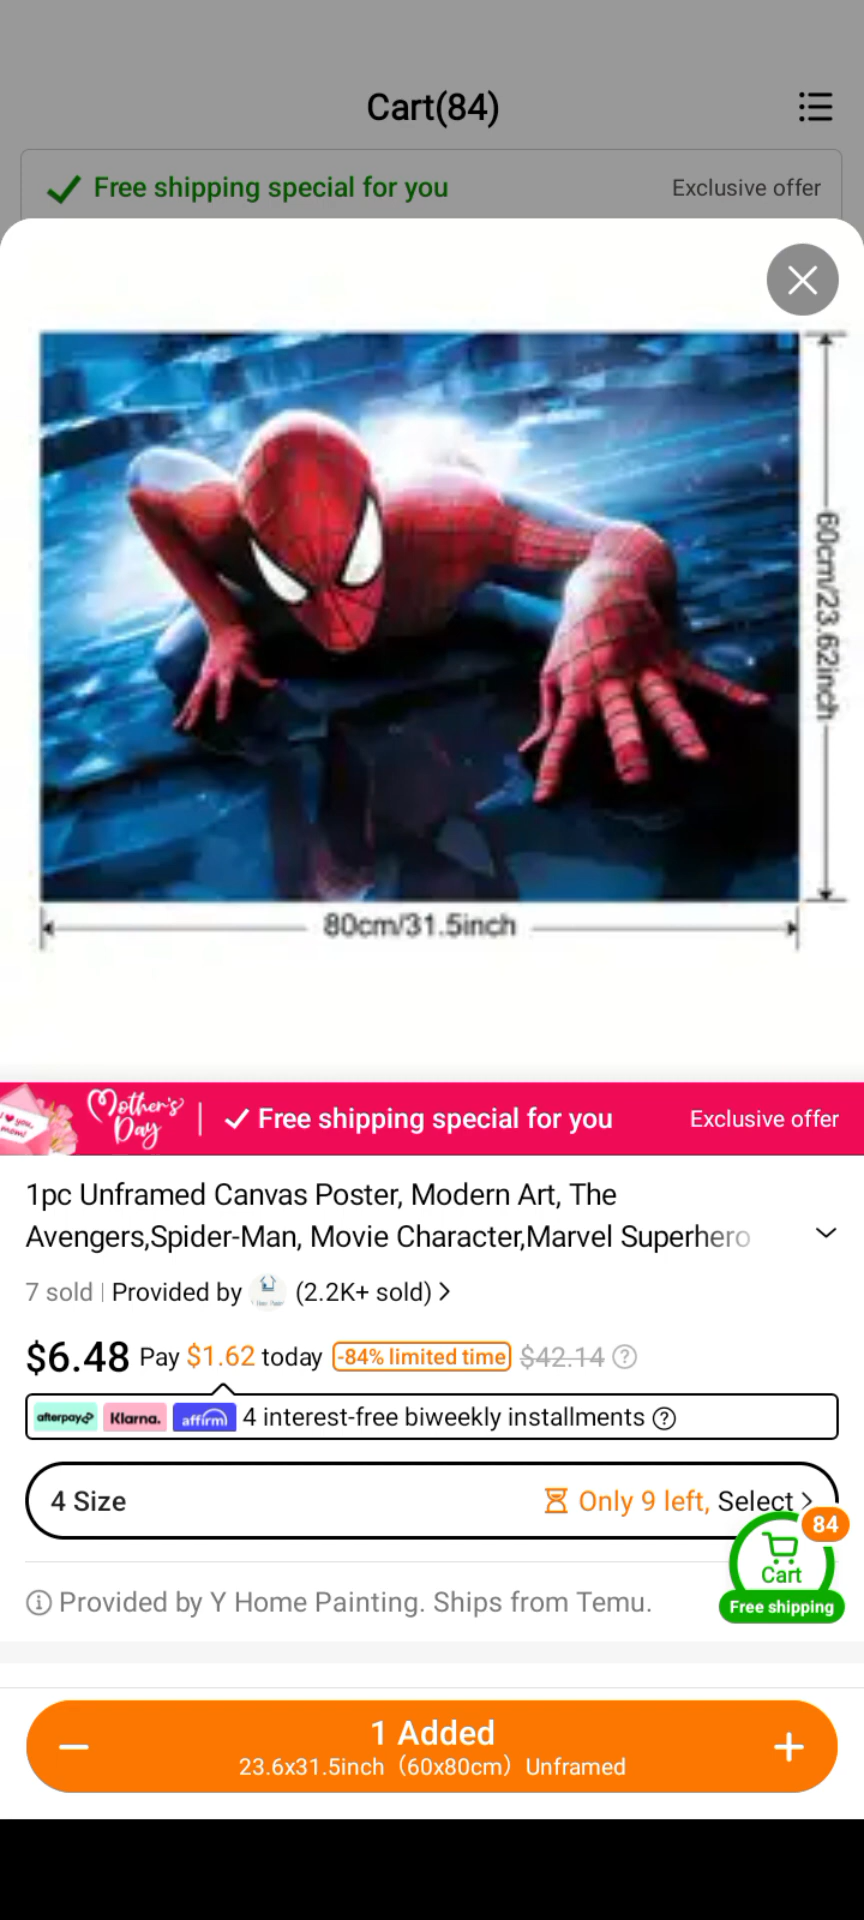 Cart(84)
Free shipping special for you
Exclusive offer
60cm/23.62inch
80cm/31.5inch
I ♥ you, mom!
Mother's Day
Free shipping special for you
Exclusive offer
1pc Unframed Canvas Poster, Modern Art, The
Avengers,Spider-Man, Movie Character,Marvel Superhero
7 sold | Provided by (2.2K+ sold) >
$6.48 Pay $1.62 today -84% limited time $42.14 ?
afterpay Klarna. affirm 4 interest-free biweekly installments ?
4 Size
Only 9 left, Select >
84
Cart
Free shipping
Provided by Y Home Painting. Ships from Temu.
− 1 Added +
23.6x31.5inch（60x80cm）Unframed